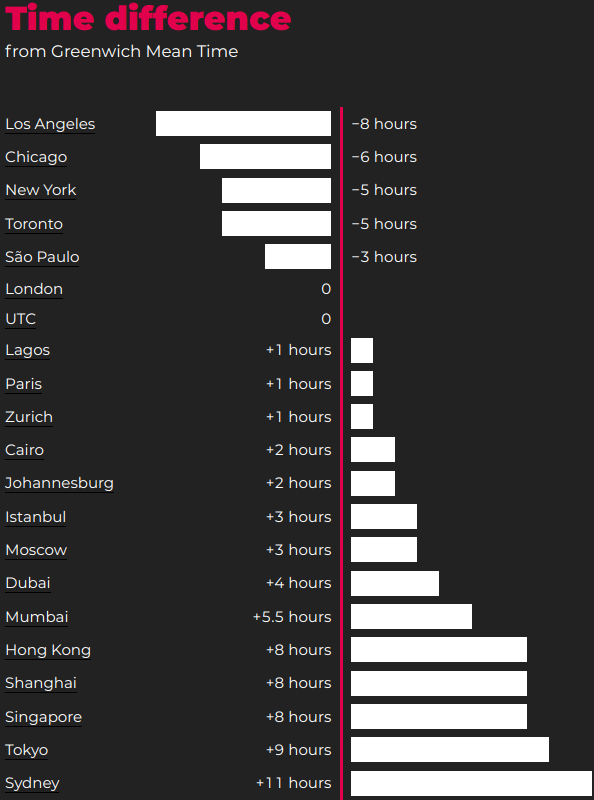 Time difference
from Greenwich Mean Time
Los Angeles −8 hours
Chicago −6 hours
New York −5 hours
Toronto −5 hours
São Paulo −3 hours
London 0
UTC 0
Lagos +1 hours
Paris +1 hours
Zurich +1 hours
Cairo +2 hours
Johannesburg +2 hours
Istanbul +3 hours
Moscow +3 hours
Dubai +4 hours
Mumbai +5.5 hours
Hong Kong +8 hours
Shanghai +8 hours
Singapore +8 hours
Tokyo +9 hours
Sydney +11 hours